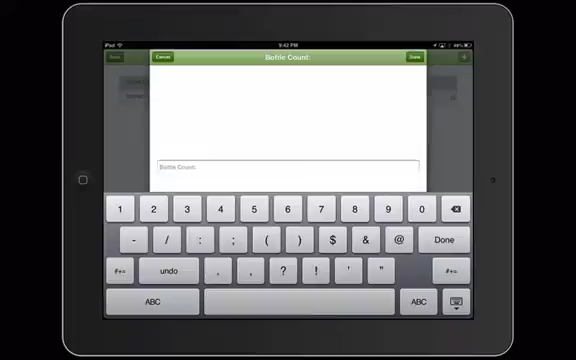 iPad 9:42 PM
Cancel Bottle Count: Done
Bottle Count:
1 2 3 4 5 6 7 8 9 0
- / : ; ( ) $ & @ Done
#+= undo . , ? ! ' " #+=
ABC ABC